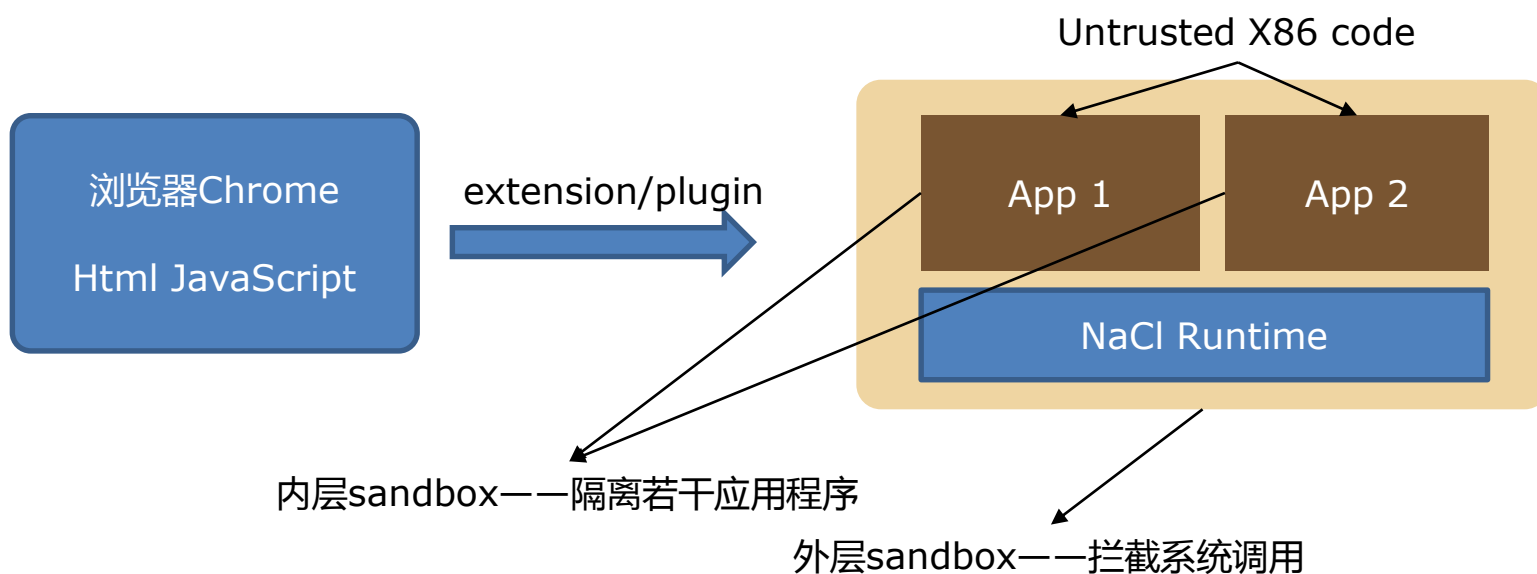 Untrusted X86 code
浏览器Chrome
Html JavaScript
extension/plugin
App 1
App 2
NaCl Runtime
内层sandbox——隔离若干应用程序
外层sandbox——拦截系统调用